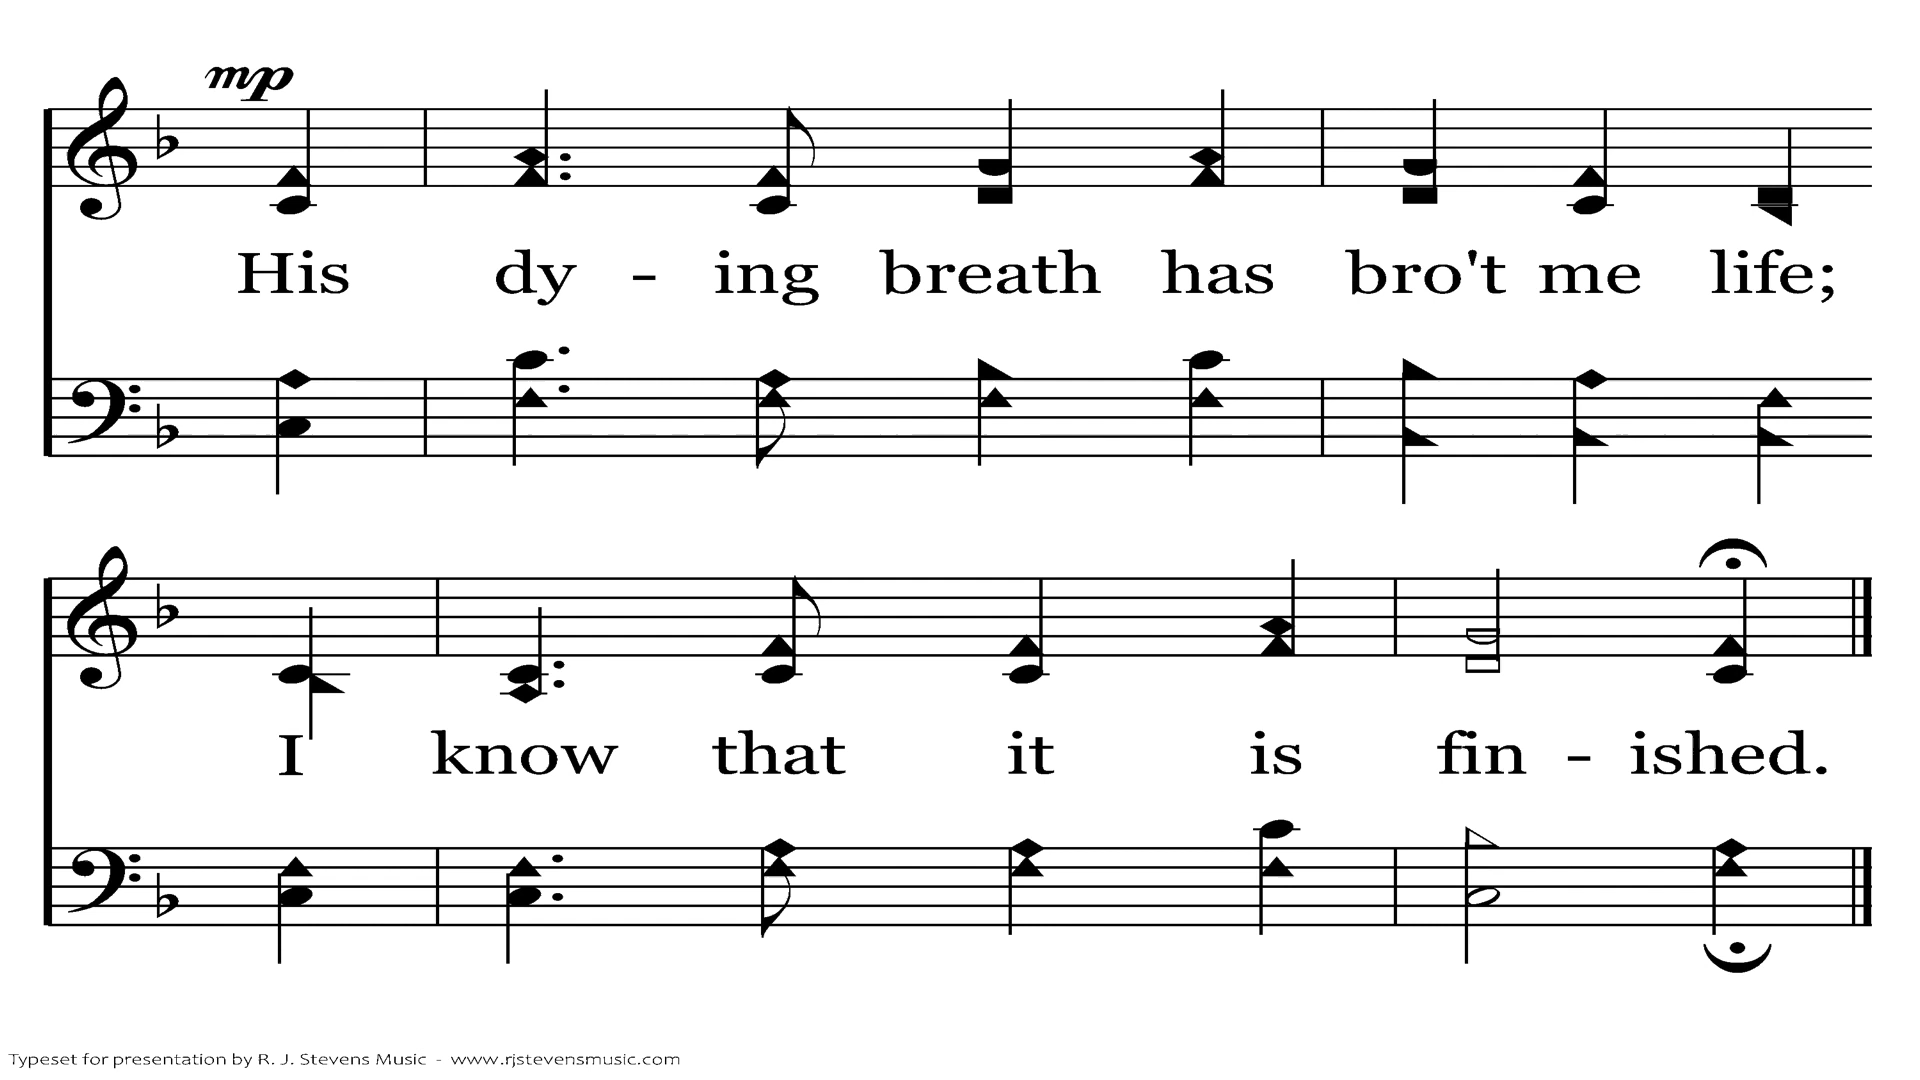 mp
His dy - ing breath has bro't me life;
I know that it is fin - ished.
Typeset for presentation by R. J. Stevens Music - www.rjstevensmusic.com